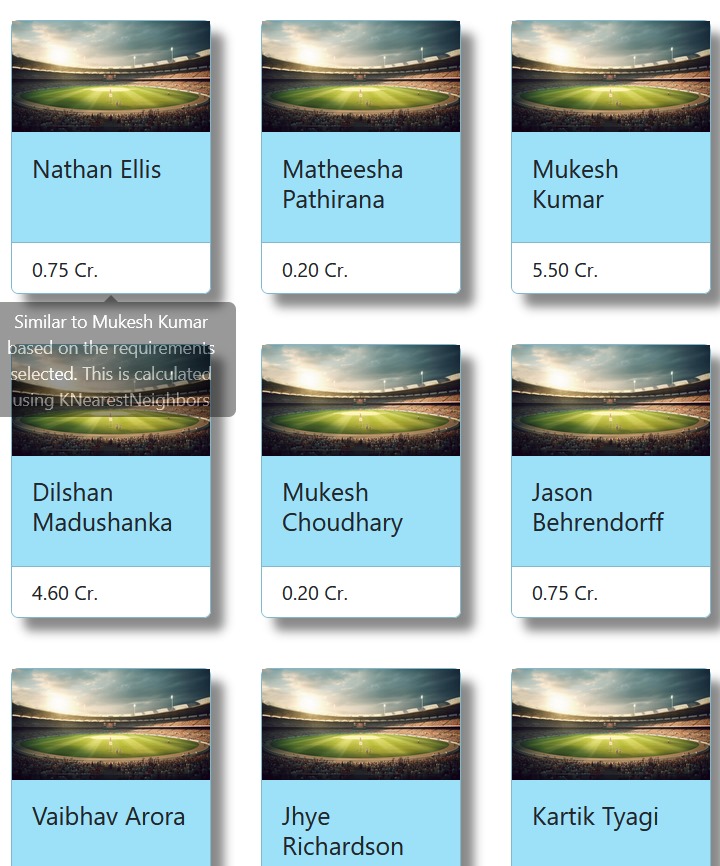 Nathan Ellis
Matheesha
Pathirana
Mukesh
Kumar
0.75 Cr.
0.20 Cr.
5.50 Cr.
Similar to Mukesh Kumar
based on the requirements
selected. This is calculated
using KNearestNeighbors
Dilshan
Madushanka
Mukesh
Choudhary
Jason
Behrendorff
4.60 Cr.
0.20 Cr.
0.75 Cr.
Vaibhav Arora
Jhye
Richardson
Kartik Tyagi